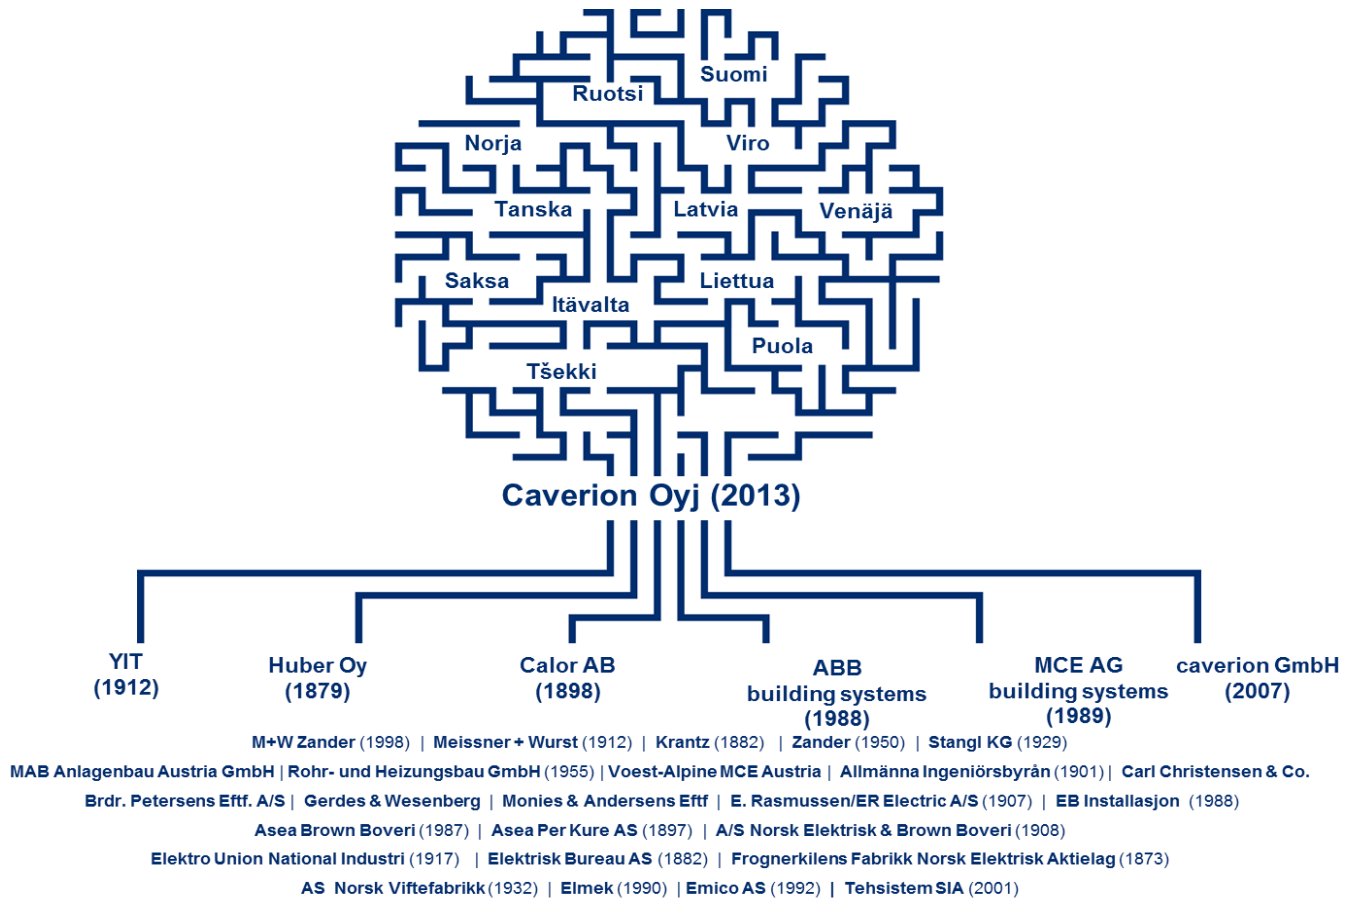 Suomi
Ruotsi
Norja
Viro
Tanska
Latvia
Venäjä
Saksa
Liettua
Itävalta
Puola
Tšekki
Caverion Oyj (2013)
YIT
(1912)
Huber Oy
(1879)
Calor AB
(1898)
ABB
building systems
(1988)
MCE AG
building systems
(1989)
caverion GmbH
(2007)
M+W Zander (1998) | Meissner + Wurst (1912) | Krantz (1882) | Zander (1950) | Stangl KG (1929)
MAB Anlagenbau Austria GmbH | Rohr- und Heizungsbau GmbH (1955) | Voest-Alpine MCE Austria | Allmänna Ingeniörsbyrån (1901) | Carl Christensen & Co.
Brdr. Petersens Eftf. A/S | Gerdes & Wesenberg | Monies & Andersens Eftf | E. Rasmussen/ER Electric A/S (1907) | EB Installasjon (1988)
Asea Brown Boveri (1987) | Asea Per Kure AS (1897) | A/S Norsk Elektrisk & Brown Boveri (1908)
Elektro Union National Industri (1917) | Elektrisk Bureau AS (1882) | Frognerkilens Fabrikk Norsk Elektrisk Aktielag (1873)
AS Norsk Viftefabrikk (1932) | Elmek (1990) | Emico AS (1992) | Tehsistem SIA (2001)